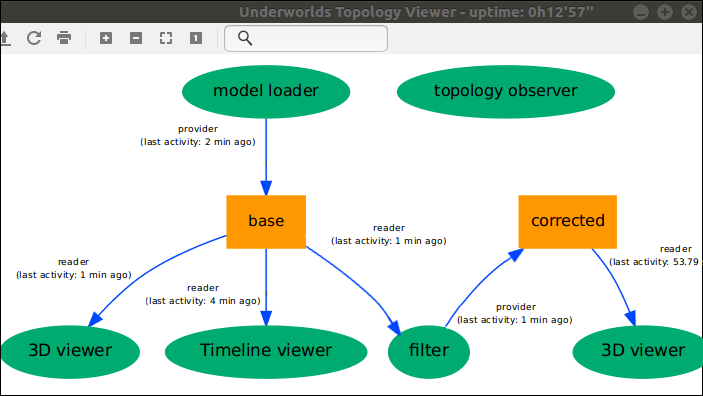 Underworlds Topology Viewer - uptime: 0h12'57"
1
model loader
topology observer
provider
(last activity: 2 min ago)
base
corrected
reader
(last activity: 1 min ago)
reader
(last activity: 53.79
reader
(last activity: 1 min ago)
reader
(last activity: 4 min ago)
provider
(last activity: 1 min ago)
3D viewer
Timeline viewer
filter
3D viewer